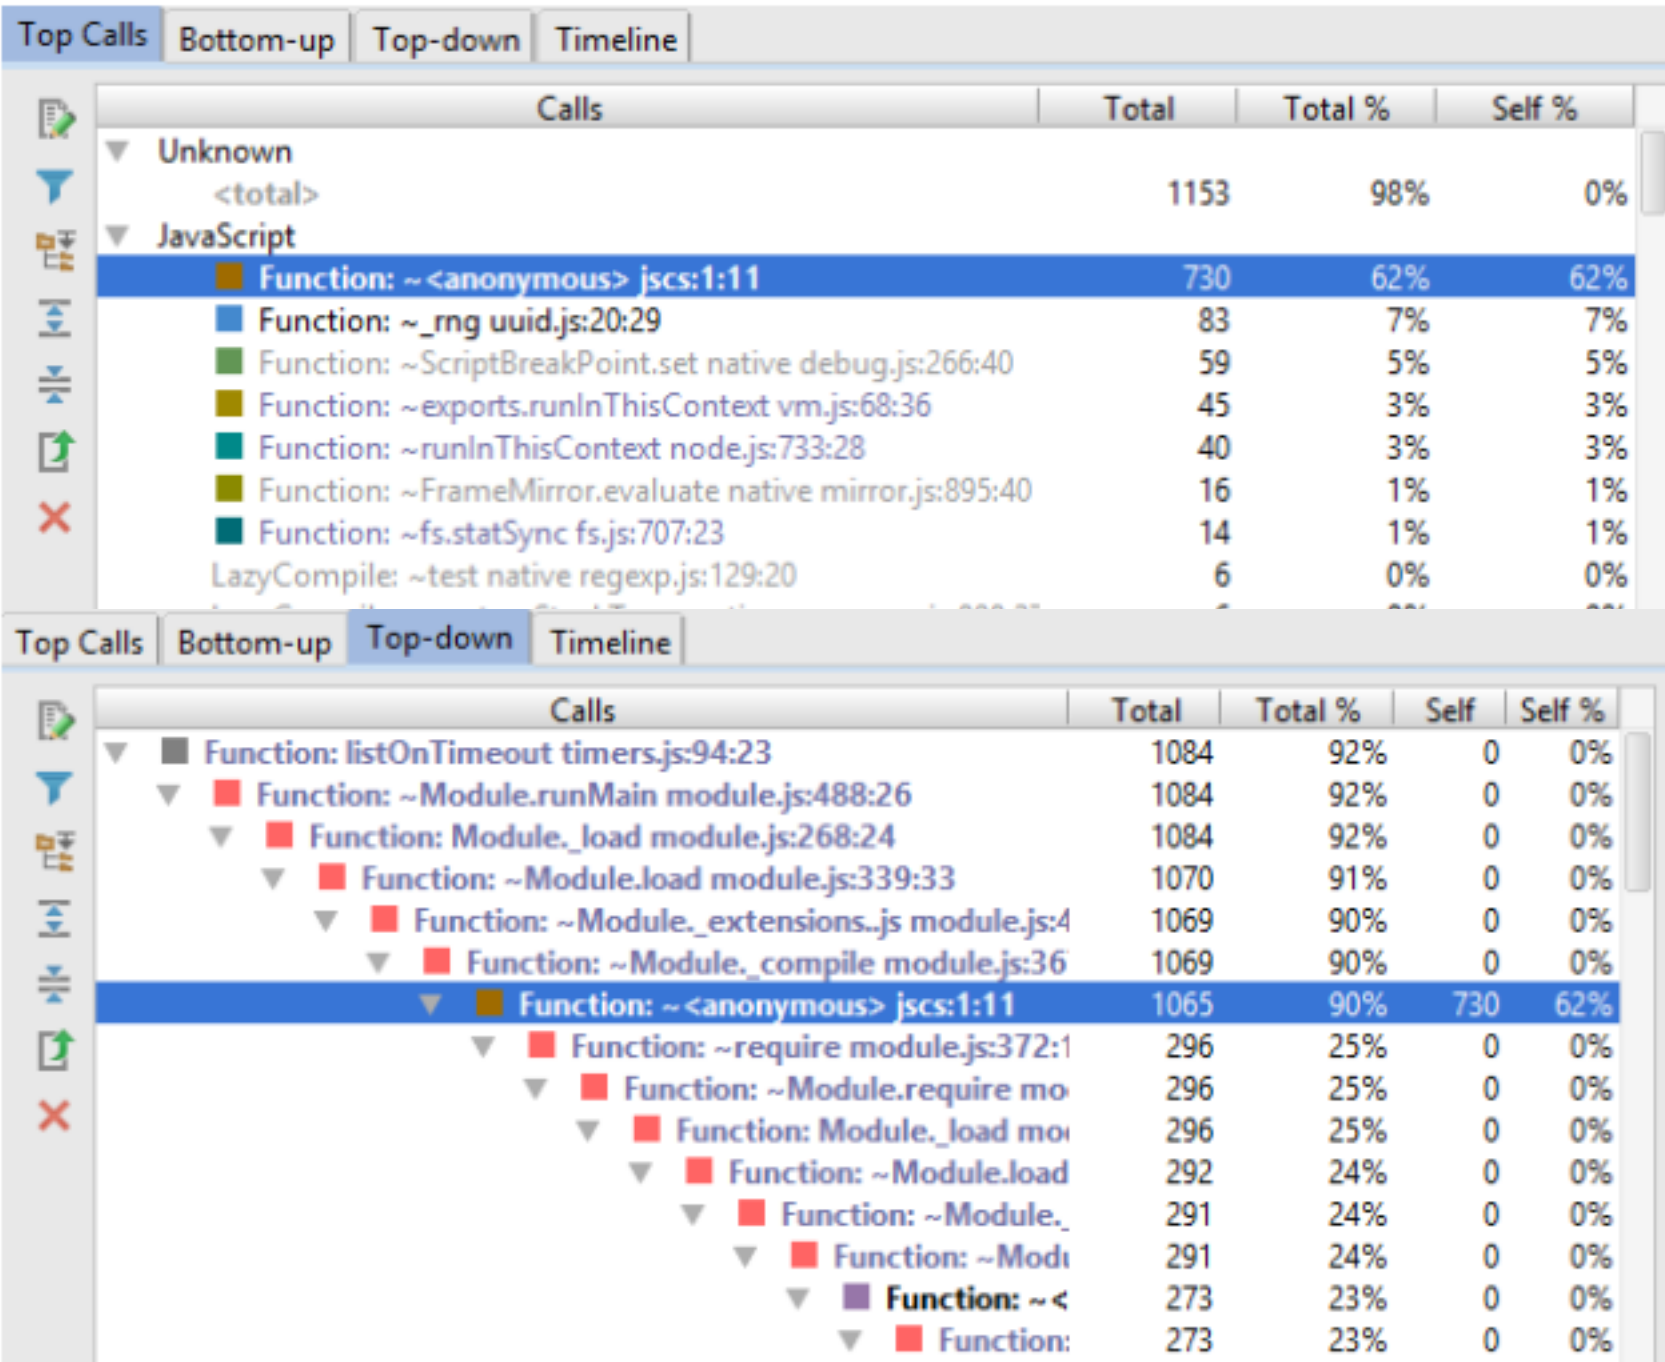 Top Calls Bottom-up Top-down Timeline
Calls Total Total % Self %
Unknown
<total> 1153 98% 0%
JavaScript
Function: ~<anonymous> jscs:1:11 730 62% 62%
Function: ~_rng uuid.js:20:29 83 7% 7%
Function: ~ScriptBreakPoint.set native debug.js:266:40 59 5% 5%
Function: ~exports.runInThisContext vm.js:68:36 45 3% 3%
Function: ~runInThisContext node.js:733:28 40 3% 3%
Function: ~FrameMirror.evaluate native mirror.js:895:40 16 1% 1%
Function: ~fs.statSync fs.js:707:23 14 1% 1%
LazyCompile: ~test native regexp.js:129:20 6 0% 0%
Top Calls Bottom-up Top-down Timeline
Calls Total Total % Self Self %
Function: listOnTimeout timers.js:94:23 1084 92% 0 0%
Function: ~Module.runMain module.js:488:26 1084 92% 0 0%
Function: Module._load module.js:268:24 1084 92% 0 0%
Function: ~Module.load module.js:339:33 1070 91% 0 0%
Function: ~Module._extensions..js module.js:4 1069 90% 0 0%
Function: ~Module._compile module.js:36 1069 90% 0 0%
Function: ~<anonymous> jscs:1:11 1065 90% 730 62%
Function: ~require module.js:372:1 296 25% 0 0%
Function: ~Module.require mo 296 25% 0 0%
Function: Module._load mo 296 25% 0 0%
Function: ~Module.load 292 24% 0 0%
Function: ~Module._ 291 24% 0 0%
Function: ~Modu 291 24% 0 0%
Function: ~< 273 23% 0 0%
Function: 273 23% 0 0%